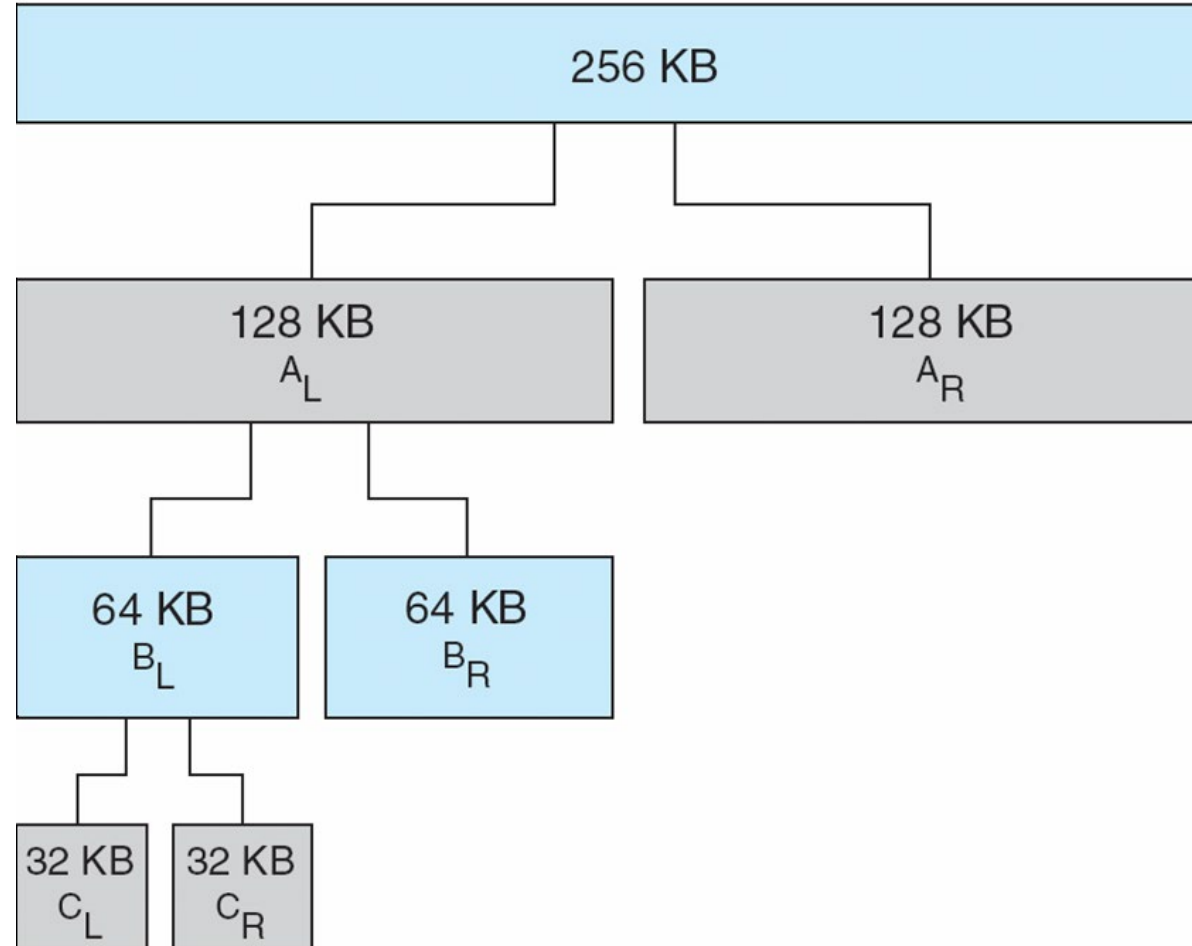 256 KB
128 KB
A_L
128 KB
A_R
64 KB
B_L
64 KB
B_R
32 KB
C_L
32 KB
C_R